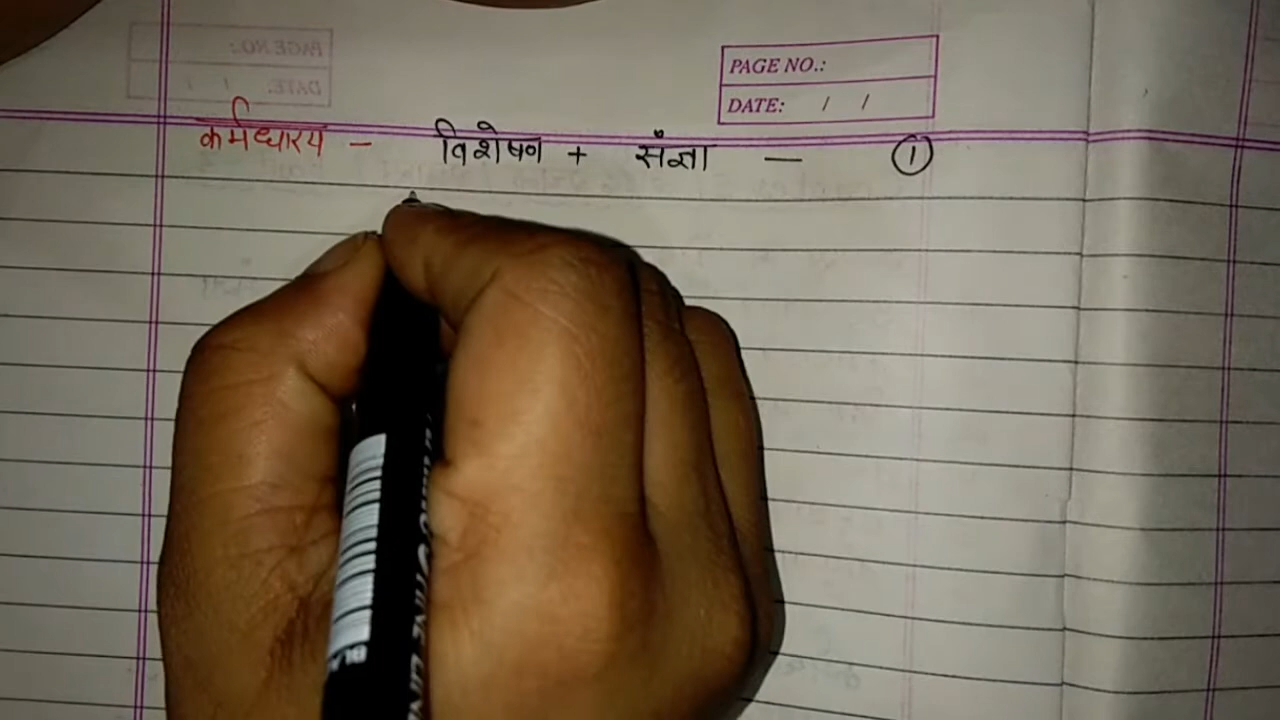 PAGE NO.:
DATE: / /
कर्मधारय - विशेषण + सँज्ञा - ①